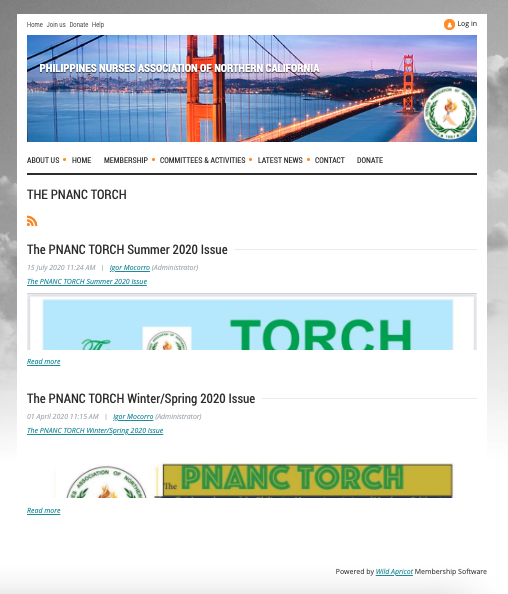 Home Join us Donate Help
Log in
PHILIPPINES NURSES ASSOCIATION OF NORTHERN CALIFORNIA
ABOUT US HOME MEMBERSHIP COMMITTEES & ACTIVITIES LATEST NEWS CONTACT DONATE
THE PNANC TORCH
The PNANC TORCH Summer 2020 Issue
15 July 2020 11:24 AM | Igor Mocorro (Administrator)
The PNANC TORCH Summer 2020 Issue
The TORCH
Read more
The PNANC TORCH Winter/Spring 2020 Issue
01 April 2020 11:15 AM | Igor Mocorro (Administrator)
The PNANC TORCH Winter/Spring 2020 Issue
The PNANC TORCH
Read more
Powered by Wild Apricot Membership Software